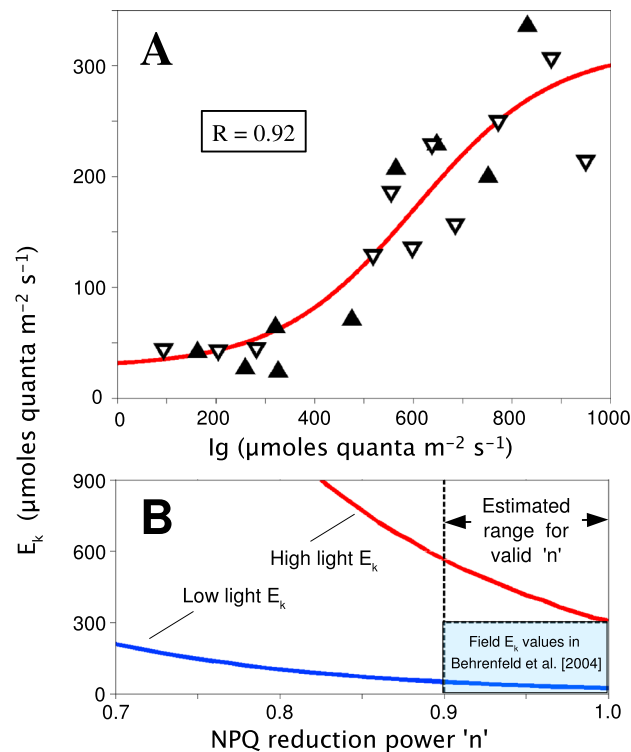 A
R = 0.92
300
200
100
0
0
200
400
600
800
1000
Ig (μmoles quanta m⁻² s⁻¹)
Eₖ (μmoles quanta m⁻² s⁻¹)
B
900
600
300
0
High light Eₖ
Low light Eₖ
Estimated
range for
valid 'n'
Field Eₖ values in
Behrenfeld et al. [2004]
0.7
0.8
0.9
1.0
NPQ reduction power 'n'